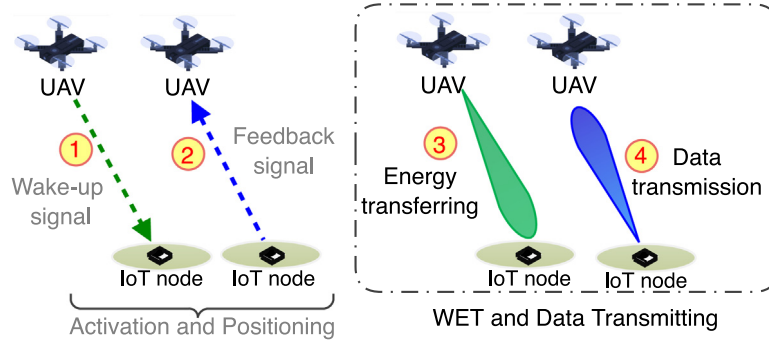 UAV
UAV
1
2
Wake-up
signal
Feedback
signal
IoT node
IoT node
Activation and Positioning
UAV
UAV
3
Energy
transferring
4
Data
transmission
IoT node
IoT node
WET and Data Transmitting